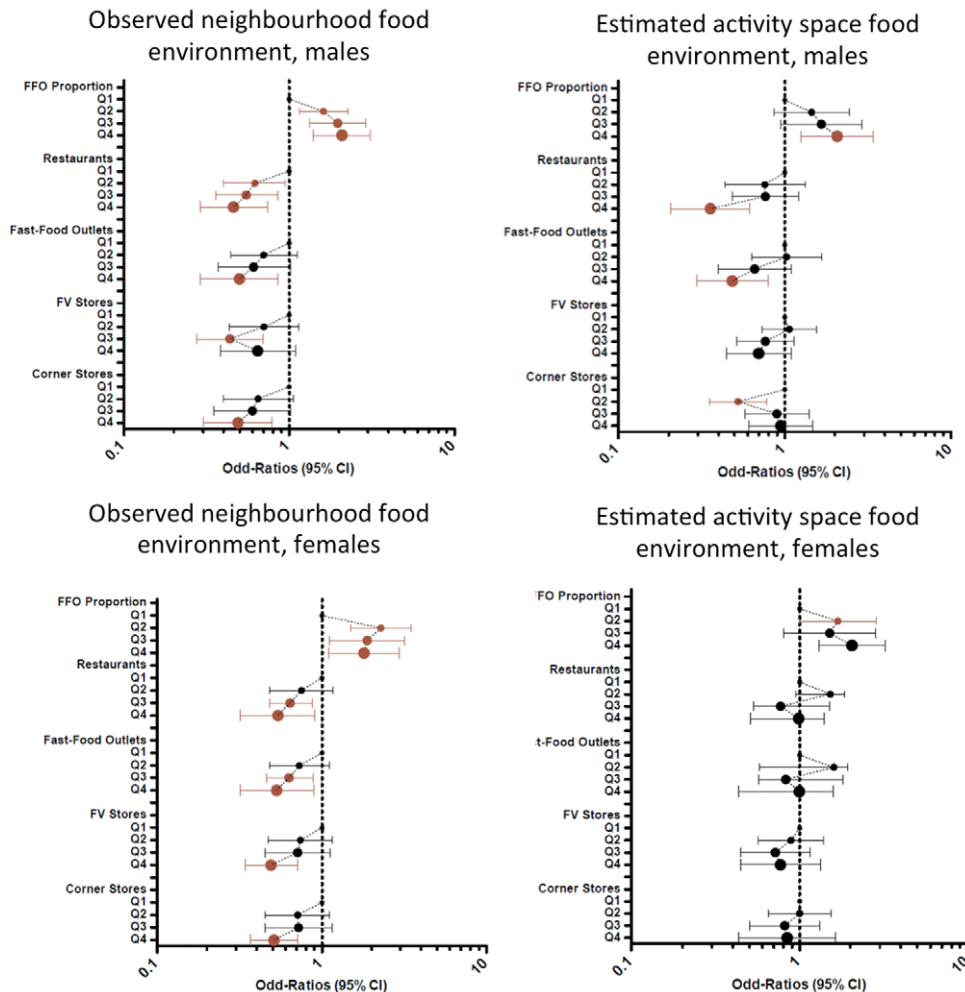 Observed neighbourhood food
environment, males
FFO Proportion
Q1
Q2
Q3
Q4
Restaurants
Q1
Q2
Q3
Q4
Fast-Food Outlets
Q1
Q2
Q3
Q4
FV Stores
Q1
Q2
Q3
Q4
Corner Stores
Q1
Q2
Q3
Q4
0.1
1
10
Odd-Ratios (95% CI)
Estimated activity space food
environment, males
FFO Proportion
Q1
Q2
Q3
Q4
Restaurants
Q1
Q2
Q3
Q4
Fast-Food Outlets
Q1
Q2
Q3
Q4
FV Stores
Q1
Q2
Q3
Q4
Corner Stores
Q1
Q2
Q3
Q4
0.1
1
10
Odd-Ratios (95% CI)
Observed neighbourhood food
environment, females
FFO Proportion
Q1
Q2
Q3
Q4
Restaurants
Q1
Q2
Q3
Q4
Fast-Food Outlets
Q1
Q2
Q3
Q4
FV Stores
Q1
Q2
Q3
Q4
Corner Stores
Q1
Q2
Q3
Q4
0.1
1
10
Odd-Ratios (95% CI)
Estimated activity space food
environment, females
FO Proportion
Q1
Q2
Q3
Q4
Restaurants
Q1
Q2
Q3
Q4
t-Food Outlets
Q1
Q2
Q3
Q4
FV Stores
Q1
Q2
Q3
Q4
Corner Stores
Q1
Q2
Q3
Q4
0.1
1
10
Odd-Ratios (95% CI)